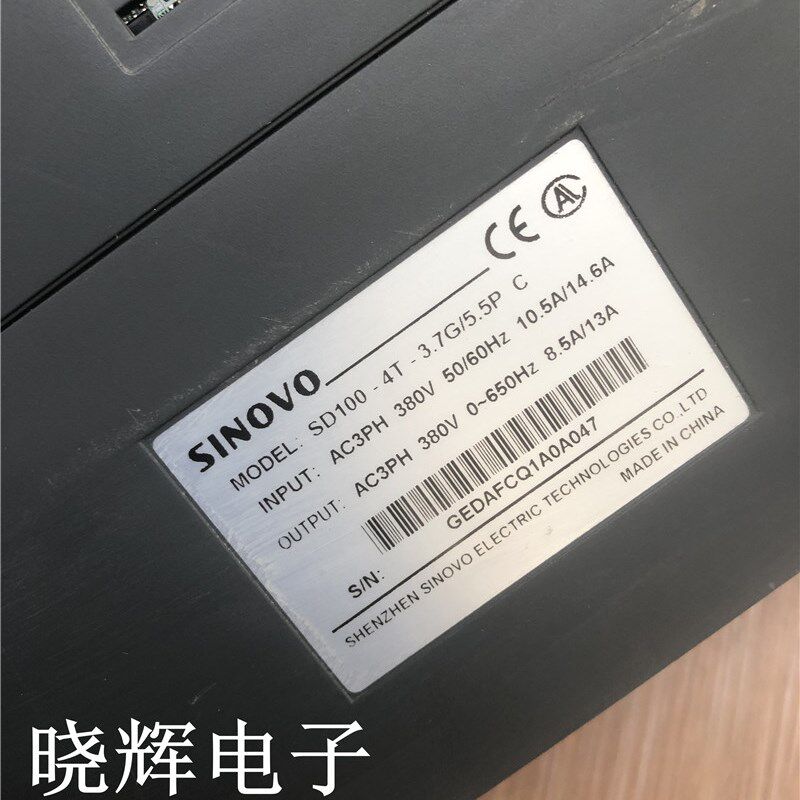 CE
SINOVO
MODEL: SD100 - 4T - 3.7G/5.5P C
INPUT: AC3PH 380V 50/60Hz 10.5A/14.6A
OUTPUT: AC3PH 380V 0~650Hz 8.5A/13A
GEDAFCQ1A0A047
S/N:
SHENZHEN SINOVO ELECTRIC TECHNOLOGIES CO.,LTD
MADE IN CHINA
晓辉电子